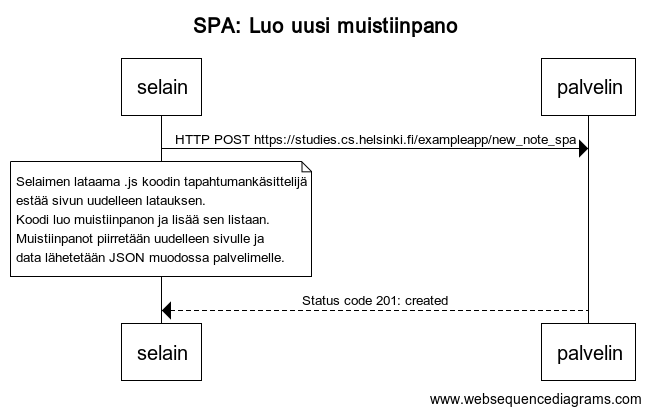 SPA: Luo uusi muistiinpano
selain
palvelin
HTTP POST https://studies.cs.helsinki.fi/exampleapp/new_note_spa
Selaimen lataama .js koodin tapahtumankäsittelijä
estää sivun uudelleen latauksen.
Koodi luo muistiinpanon ja lisää sen listaan.
Muistiinpanot piirretään uudelleen sivulle ja
data lähetetään JSON muodossa palvelimelle.
Status code 201: created
selain
palvelin
www.websequencediagrams.com